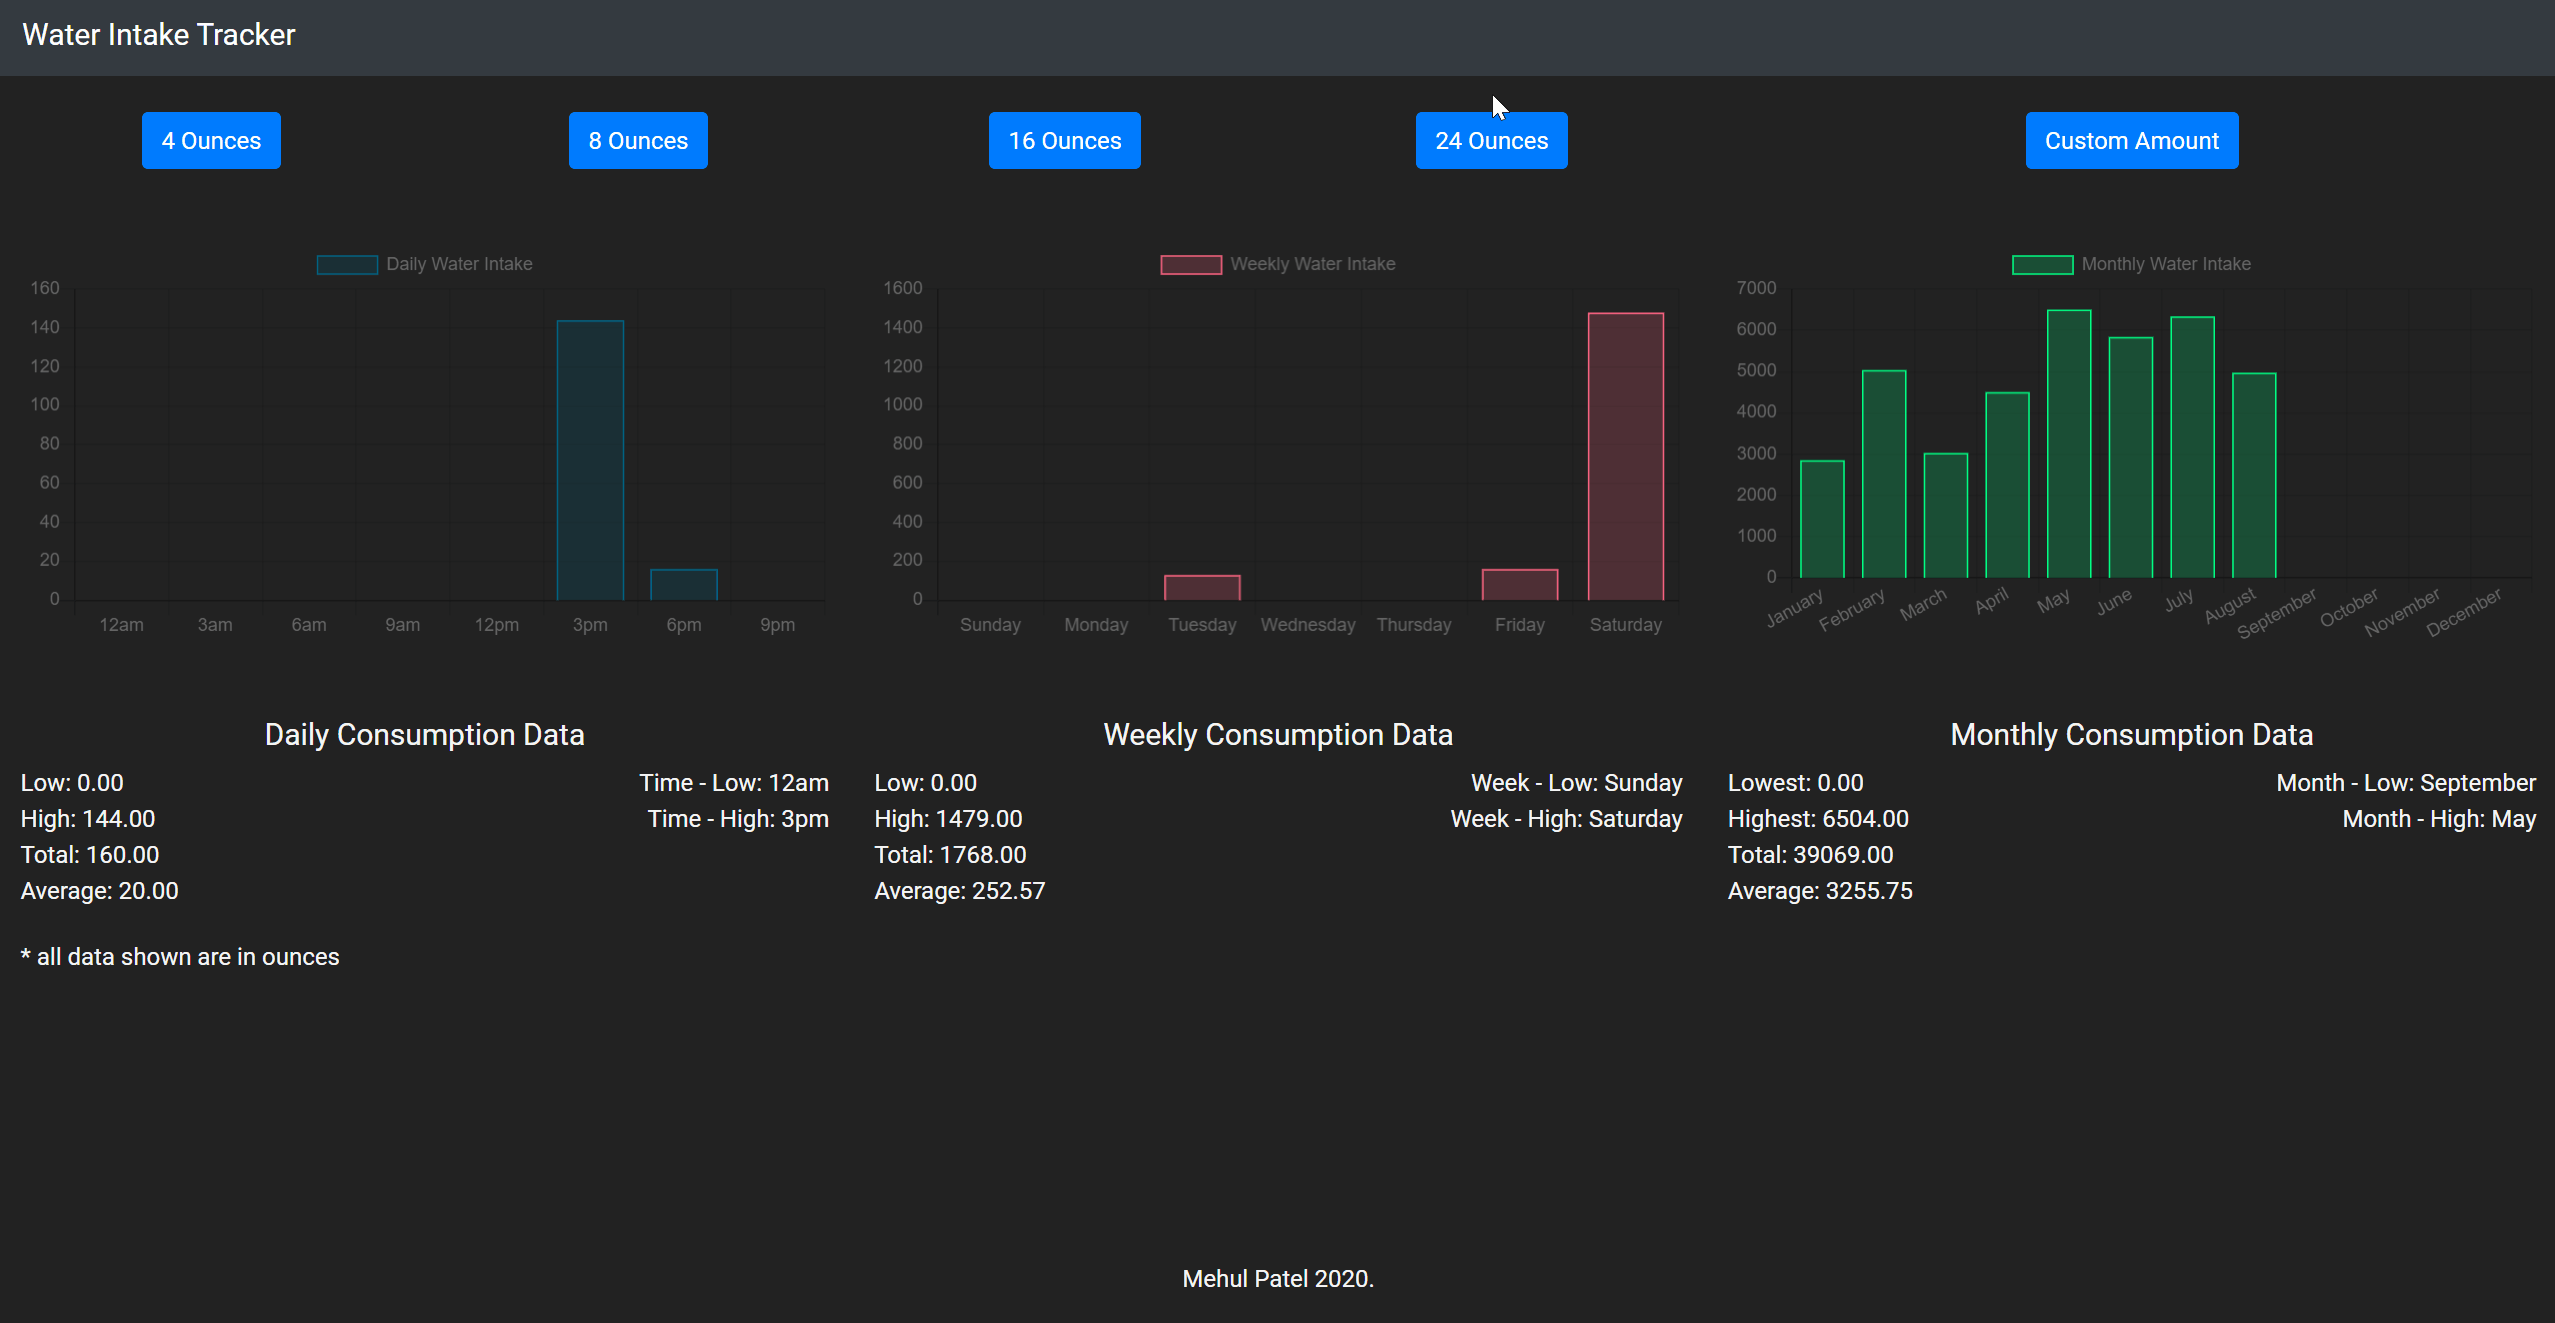 Water Intake Tracker
4 Ounces
8 Ounces
16 Ounces
24 Ounces
Custom Amount
Daily Water Intake
160
140
120
100
80
60
40
20
0
12am 3am 6am 9am 12pm 3pm 6pm 9pm
Weekly Water Intake
1600
1400
1200
1000
800
600
400
200
0
Sunday Monday Tuesday Wednesday Thursday Friday Saturday
Monthly Water Intake
7000
6000
5000
4000
3000
2000
1000
0
January February March April May June July August September October November December
Daily Consumption Data
Low: 0.00 Time - Low: 12am
High: 144.00 Time - High: 3pm
Total: 160.00
Average: 20.00
Weekly Consumption Data
Low: 0.00 Week - Low: Sunday
High: 1479.00 Week - High: Saturday
Total: 1768.00
Average: 252.57
Monthly Consumption Data
Lowest: 0.00 Month - Low: September
Highest: 6504.00 Month - High: May
Total: 39069.00
Average: 3255.75
* all data shown are in ounces
Mehul Patel 2020.